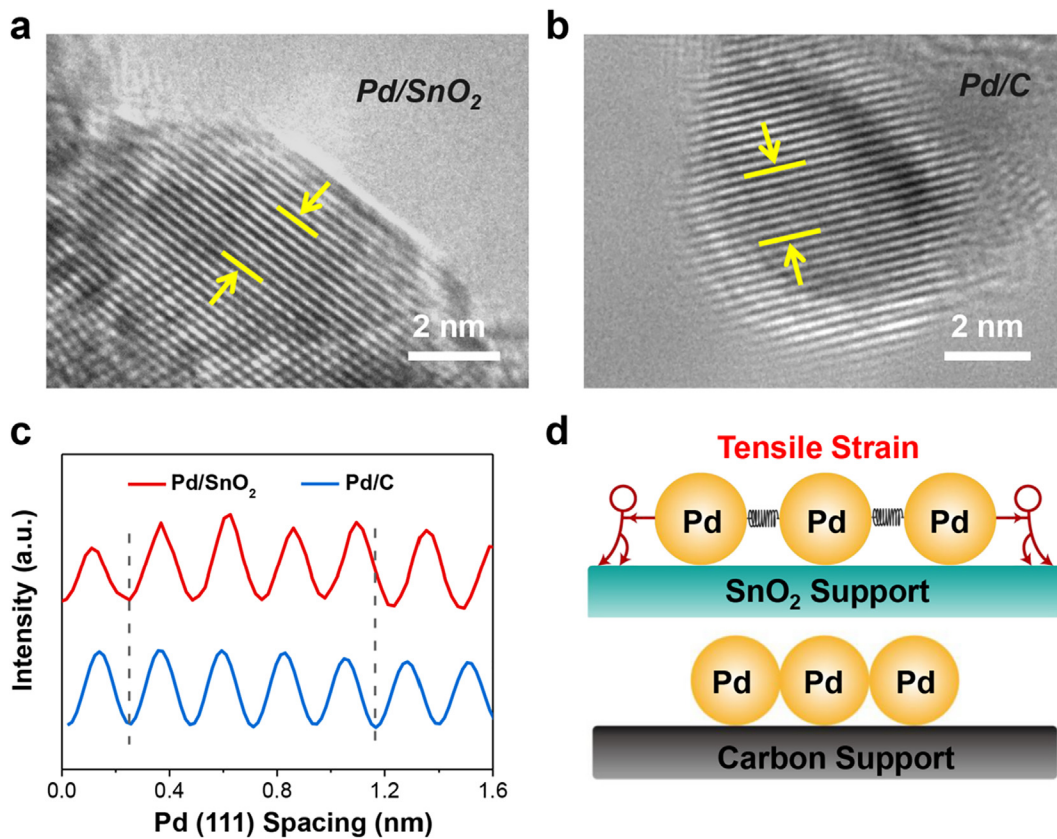 a
Pd/SnO₂
2 nm
b
Pd/C
2 nm
c
Pd/SnO₂
Pd/C
Intensity (a.u.)
0.0
0.4
0.8
1.2
1.6
Pd (111) Spacing (nm)
d
Tensile Strain
Pd
Pd
Pd
SnO₂ Support
Pd
Pd
Pd
Carbon Support